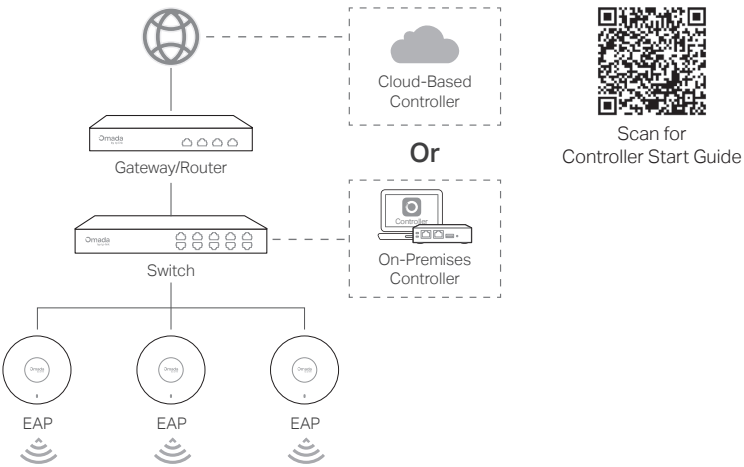 Cloud-Based
Controller
Scan for
Controller Start Guide
Omada
Gateway/Router
Or
Controller
Omada
On-Premises
Controller
Switch
Omada
Omada
Omada
EAP
EAP
EAP